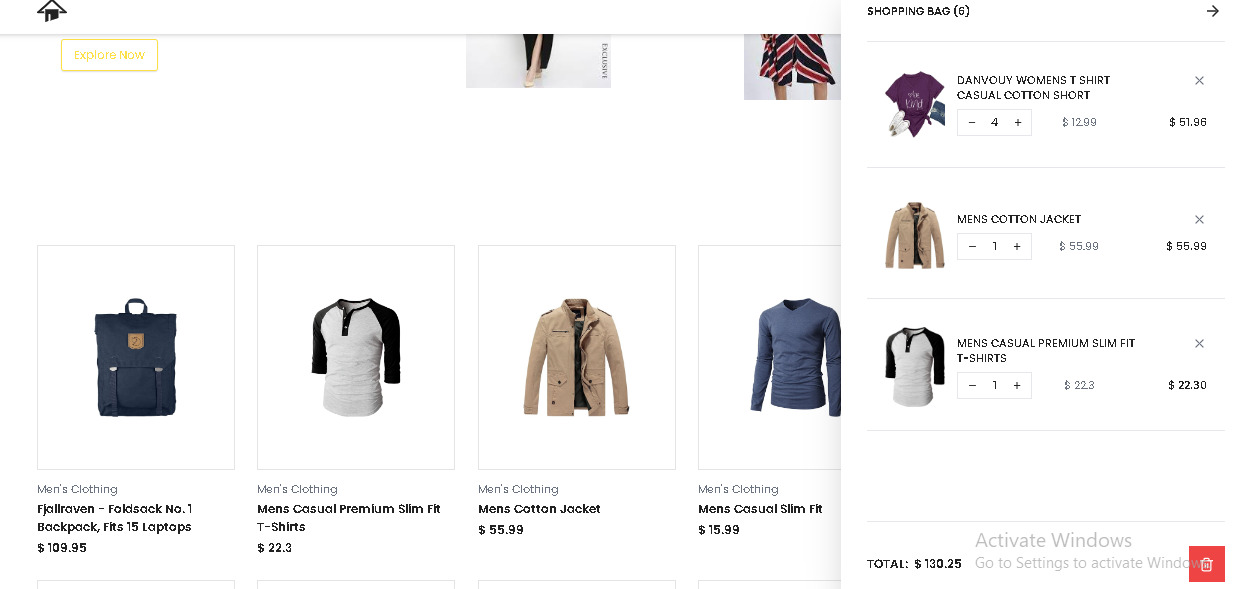 Explore Now
EXCLUSIVE
Men's Clothing
Fjallraven - Foldsack No. 1
Backpack, Fits 15 Laptops
$ 109.95
Men's Clothing
Mens Casual Premium Slim Fit
T-Shirts
$ 22.3
Men's Clothing
Mens Cotton Jacket
$ 55.99
Men's Clothing
Mens Casual Slim Fit
$ 15.99
SHOPPING BAG (6)
DANVOUY WOMENS T SHIRT
CASUAL COTTON SHORT
− 4 + $ 12.99 $ 51.96
MENS COTTON JACKET
− 1 + $ 55.99 $ 55.99
MENS CASUAL PREMIUM SLIM FIT
T-SHIRTS
− 1 + $ 22.3 $ 22.30
Activate Windows
TOTAL: $ 130.25
Go to Settings to activate Windows.